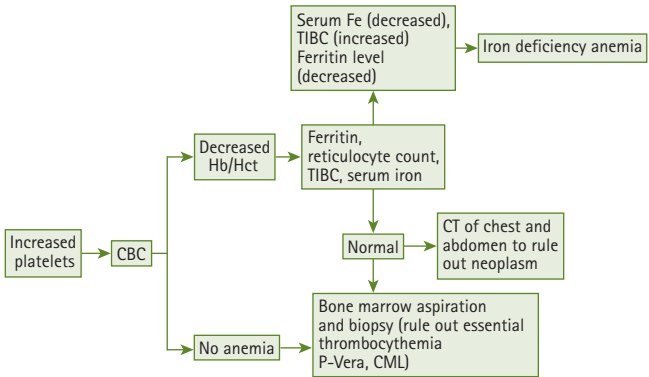 Serum Fe (decreased),
TIBC (increased)
Ferritin level
(decreased)
Iron deficiency anemia
Decreased
Hb/Hct
Ferritin,
reticulocyte count,
TIBC, serum iron
Increased
platelets
CBC
Normal
CT of chest and
abdomen to rule
out neoplasm
No anemia
Bone marrow aspiration
and biopsy (rule out essential
thrombocythemia
P-Vera, CML)